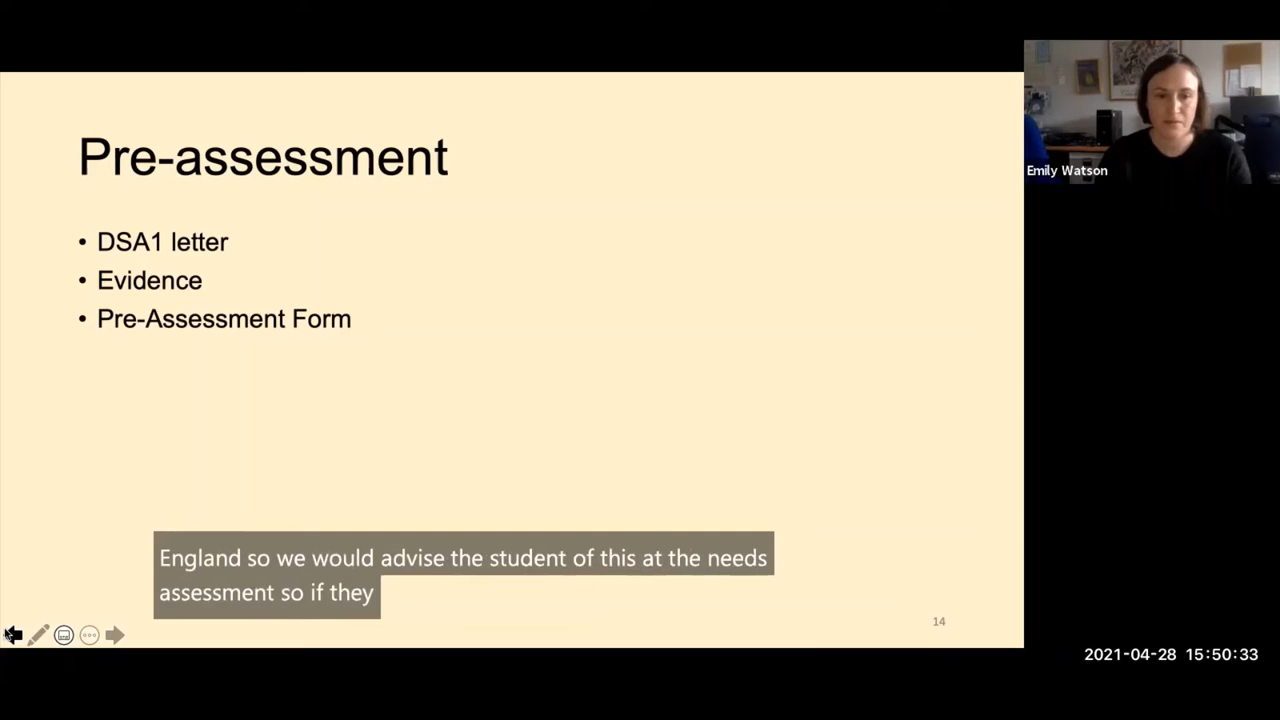 Pre-assessment
• DSA1 letter
• Evidence
• Pre-Assessment Form
England so we would advise the student of this at the needs
assessment so if they
14
Emily Watson
2021-04-28 15:50:33